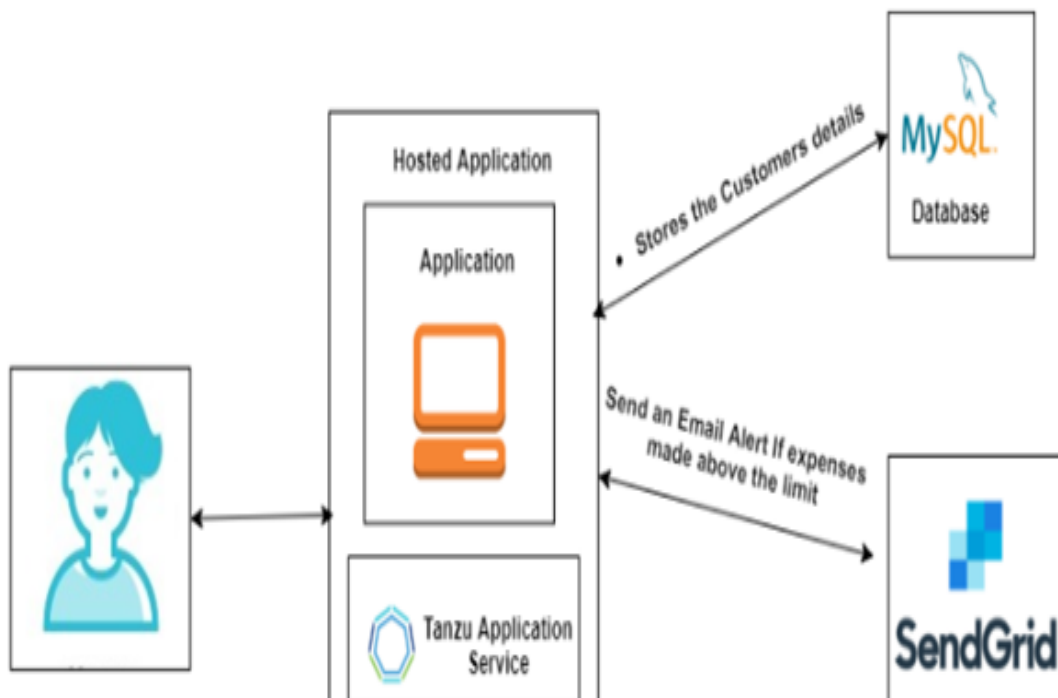 Hosted Application
Application
Tanzu Application
Service
• Stores the Customers details
MySQL
Database
Send an Email Alert If expenses
made above the limit
SendGrid